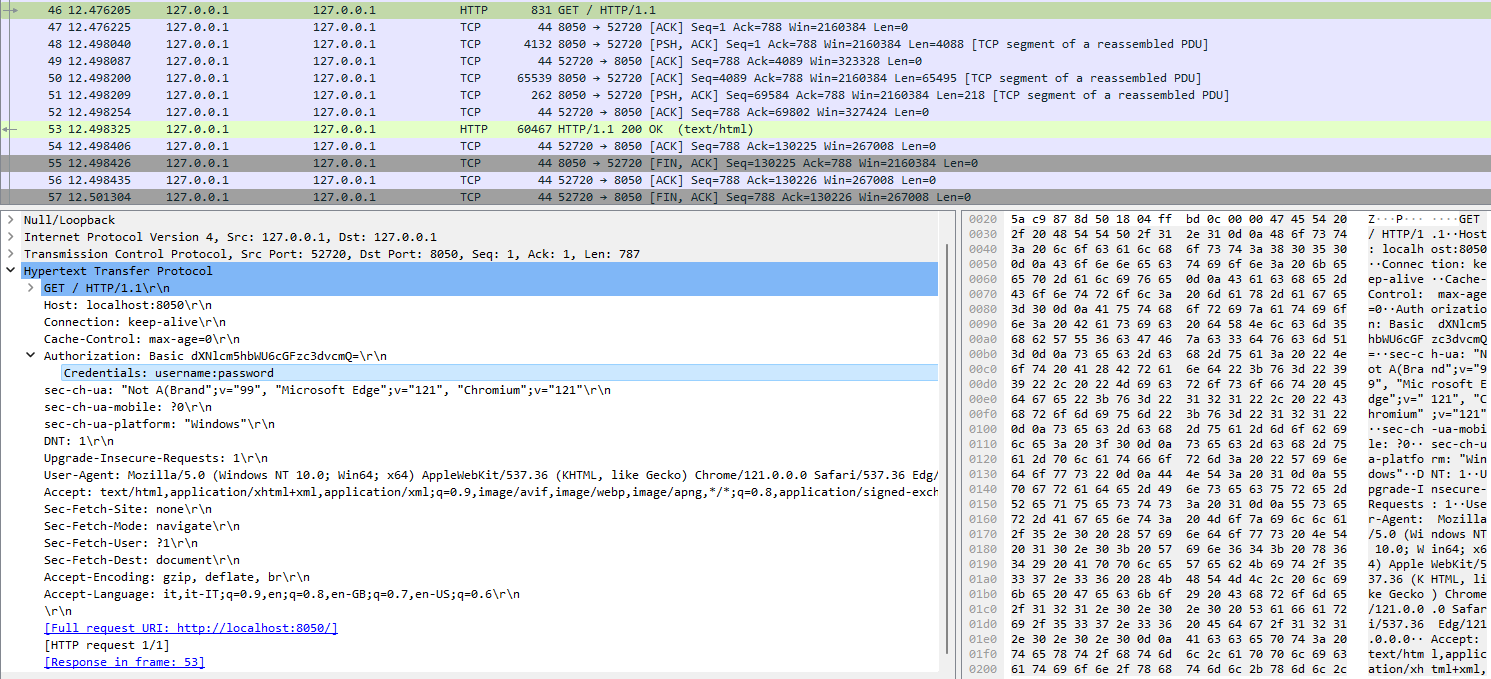 46 12.476205 127.0.0.1 127.0.0.1 HTTP 831 GET / HTTP/1.1
47 12.476225 127.0.0.1 127.0.0.1 TCP 44 8050 → 52720 [ACK] Seq=1 Ack=788 Win=2160384 Len=0
48 12.498040 127.0.0.1 127.0.0.1 TCP 4132 8050 → 52720 [PSH, ACK] Seq=1 Ack=788 Win=2160384 Len=4088 [TCP segment of a reassembled PDU]
49 12.498087 127.0.0.1 127.0.0.1 TCP 44 52720 → 8050 [ACK] Seq=788 Ack=4089 Win=323328 Len=0
50 12.498200 127.0.0.1 127.0.0.1 TCP 65539 8050 → 52720 [ACK] Seq=4089 Ack=788 Win=2160384 Len=65495 [TCP segment of a reassembled PDU]
51 12.498209 127.0.0.1 127.0.0.1 TCP 262 8050 → 52720 [PSH, ACK] Seq=69584 Ack=788 Win=2160384 Len=218 [TCP segment of a reassembled PDU]
52 12.498254 127.0.0.1 127.0.0.1 TCP 44 52720 → 8050 [ACK] Seq=788 Ack=69802 Win=327424 Len=0
53 12.498325 127.0.0.1 127.0.0.1 HTTP 60467 HTTP/1.1 200 OK (text/html)
54 12.498406 127.0.0.1 127.0.0.1 TCP 44 52720 → 8050 [ACK] Seq=788 Ack=130225 Win=267008 Len=0
55 12.498426 127.0.0.1 127.0.0.1 TCP 44 8050 → 52720 [FIN, ACK] Seq=130225 Ack=788 Win=2160384 Len=0
56 12.498435 127.0.0.1 127.0.0.1 TCP 44 52720 → 8050 [ACK] Seq=788 Ack=130226 Win=267008 Len=0
57 12.501304 127.0.0.1 127.0.0.1 TCP 44 52720 → 8050 [FIN, ACK] Seq=788 Ack=130226 Win=267008 Len=0
Null/Loopback
Internet Protocol Version 4, Src: 127.0.0.1, Dst: 127.0.0.1
Transmission Control Protocol, Src Port: 52720, Dst Port: 8050, Seq: 1, Ack: 1, Len: 787
Hypertext Transfer Protocol
GET / HTTP/1.1\r\n
Host: localhost:8050\r\n
Connection: keep-alive\r\n
Cache-Control: max-age=0\r\n
Authorization: Basic dXNlcm5hbWU6cGFzc3dvcmQ=\r\n
Credentials: username:password
sec-ch-ua: "Not A(Brand";v="99", "Microsoft Edge";v="121", "Chromium";v="121"\r\n
sec-ch-ua-mobile: ?0\r\n
sec-ch-ua-platform: "Windows"\r\n
DNT: 1\r\n
Upgrade-Insecure-Requests: 1\r\n
User-Agent: Mozilla/5.0 (Windows NT 10.0; Win64; x64) AppleWebKit/537.36 (KHTML, like Gecko) Chrome/121.0.0.0 Safari/537.36 Edg/
Accept: text/html,application/xhtml+xml,application/xml;q=0.9,image/avif,image/webp,image/apng,*/*;q=0.8,application/signed-exch
Sec-Fetch-Site: none\r\n
Sec-Fetch-Mode: navigate\r\n
Sec-Fetch-User: ?1\r\n
Sec-Fetch-Dest: document\r\n
Accept-Encoding: gzip, deflate, br\r\n
Accept-Language: it,it-IT;q=0.9,en;q=0.8,en-GB;q=0.7,en-US;q=0.6\r\n
\r\n
[Full request URI: http://localhost:8050/]
[HTTP request 1/1]
[Response in frame: 53]
0020 5a c9 87 8d 50 18 04 ff bd 0c 00 00 47 45 54 20 Z···P··· ····GET
0030 2f 20 48 54 54 50 2f 31 2e 31 0d 0a 48 6f 73 74 / HTTP/1 .1··Host
0040 3a 20 6c 6f 63 61 6c 68 6f 73 74 3a 38 30 35 30 : localh ost:8050
0050 0d 0a 43 6f 6e 6e 65 63 74 69 6f 6e 3a 20 6b 65 ··Connec tion: ke
0060 65 70 2d 61 6c 69 76 65 0d 0a 43 61 63 68 65 2d ep-alive ··Cache-
0070 43 6f 6e 74 72 6f 6c 3a 20 6d 61 78 2d 61 67 65 Control: max-age
0080 3d 30 0d 0a 41 75 74 68 6f 72 69 7a 61 74 69 6f =0··Auth orizatio
0090 6e 3a 20 42 61 73 69 63 20 64 58 4e 6c 63 6d 35 n: Basic dXNlcm5
00a0 68 62 57 55 36 63 47 46 7a 63 33 64 76 63 6d 51 hbWU6cGF zc3dvcmQ
00b0 3d 0d 0a 73 65 63 2d 63 68 2d 75 61 3a 20 22 4e =··sec-c h-ua: "N
00c0 6f 74 20 41 28 42 72 61 6e 64 22 3b 76 3d 22 39 ot A(Bra nd";v="9
00d0 39 22 2c 20 22 4d 69 63 72 6f 73 6f 66 74 20 45 9", "Mic rosoft E
00e0 64 67 65 22 3b 76 3d 22 31 32 31 22 2c 20 22 43 dge";v=" 121", "C
00f0 68 72 6f 6d 69 75 6d 22 3b 76 3d 22 31 32 31 22 hromium" ;v="121"
0100 0d 0a 73 65 63 2d 63 68 2d 75 61 2d 6d 6f 62 69 ··sec-ch -ua-mobi
0110 6c 65 3a 20 3f 30 0d 0a 73 65 63 2d 63 68 2d 75 le: ?0·· sec-ch-u
0120 61 2d 70 6c 61 74 66 6f 72 6d 3a 20 22 57 69 6e a-platfo rm: "Win
0130 64 6f 77 73 22 0d 0a 44 4e 54 3a 20 31 0d 0a 55 dows"··D NT: 1··U
0140 70 67 72 61 64 65 2d 49 6e 73 65 63 75 72 65 2d pgrade-I nsecure-
0150 52 65 71 75 65 73 74 73 3a 20 31 0d 0a 55 73 65 Requests : 1··Use
0160 72 2d 41 67 65 6e 74 3a 20 4d 6f 7a 69 6c 6c 61 r-Agent: Mozilla
0170 2f 35 2e 30 20 28 57 69 6e 64 6f 77 73 20 4e 54 /5.0 (Wi ndows NT
0180 20 31 30 2e 30 3b 20 57 69 6e 36 34 3b 20 78 36 10.0; W in64; x6
0190 34 29 20 41 70 70 6c 65 57 65 62 4b 69 74 2f 35 4) Apple WebKit/5
01a0 33 37 2e 33 36 20 28 4b 48 54 4d 4c 2c 20 6c 69 37.36 (K HTML, li
01b0 6b 65 20 47 65 63 6b 6f 29 20 43 68 72 6f 6d 65 ke Gecko ) Chrome
01c0 2f 31 32 31 2e 30 2e 30 2e 30 20 53 61 66 61 72 /121.0.0 .0 Safar
01d0 69 2f 35 33 37 2e 33 36 20 45 64 67 2f 31 32 31 i/537.36 Edg/121
01e0 2e 30 2e 30 2e 30 0d 0a 41 63 63 65 70 74 3a 20 .0.0.0·· Accept:
01f0 74 65 78 74 2f 68 74 6d 6c 2c 61 70 70 6c 69 63 text/htm l,applic
0200 61 74 69 6f 6e 2f 78 68 74 6d 6c 2b 78 6d 6c 2c ation/xh tml+xml,